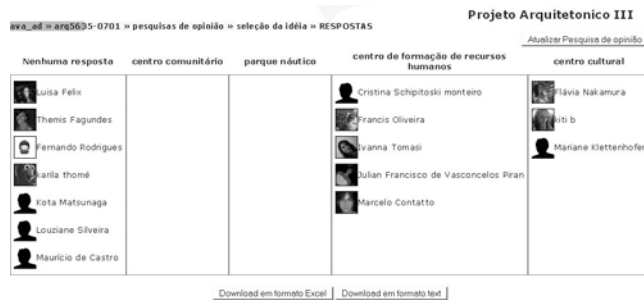 Projeto Arquitetonico III
ava_ad » arq5635-0701 » pesquisas de opinião » seleção da idéia » RESPOSTAS
Atualizar Pesquisa de opinião
Nenhuma resposta
centro comunitário
parque náutico
centro de formação de recursos
humanos
centro cultural
Luisa Felix
Themis Fagundes
Fernando Rodrigues
karila thomé
Kota Matsunaga
Louziane Silveira
Maurício de Castro
Cristina Schipitoski monteiro
Francis Oliveira
Ivanna Tomasi
Julian Francisco de Vasconcelos Piran
Marcelo Contatto
Flávia Nakamura
kiti b
Mariane Klettenhofer
Download em formato Excel
Download em formato text